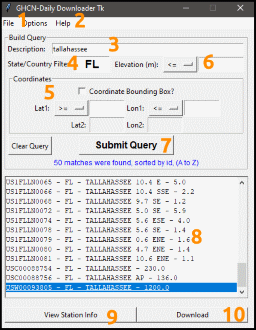 GHCN-Daily Downloader Tk
File 1 Options Help 2
Build Query
Description: tallahassee 3
State/Country Filter: 4 FL Elevation (m): <= 6
Coordinates
5 Coordinate Bounding Box?
Lat1: >= Lon1: <=
Lat2: Lon2:
Clear Query Submit Query 7
50 matches were found, sorted by id, (A to Z)
US1FLLN0065 - FL - TALLAHASSEE 10.4 E - 5.0
US1FLLN0066 - FL - TALLAHASSEE 10.4 SSE - 2.2
US1FLLN0068 - FL - TALLAHASSEE 9.7 SE - 1.2
US1FLLN0072 - FL - TALLAHASSEE 5.0 SE - 5.9
US1FLLN0074 - FL - TALLAHASSEE 5.6 ESE - 4.0
US1FLLN0078 - FL - TALLAHASSEE 5.6 SE - 1.4
US1FLLN0079 - FL - TALLAHASSEE 0.6 ENE - 1.6 8
US1FLLN0080 - FL - TALLAHASSEE 4.7 ENE - 1.4
US1FLLN0081 - FL - TALLAHASSEE 10.6 ENE - 1.1
USC00088754 - FL - TALLAHASSEE - 230.0
USC00088756 - FL - TALLAHASSEE AP - 136.0
USW00093805 - FL - TALLAHASSEE - 1200.0
View Station Info 9 Download 10